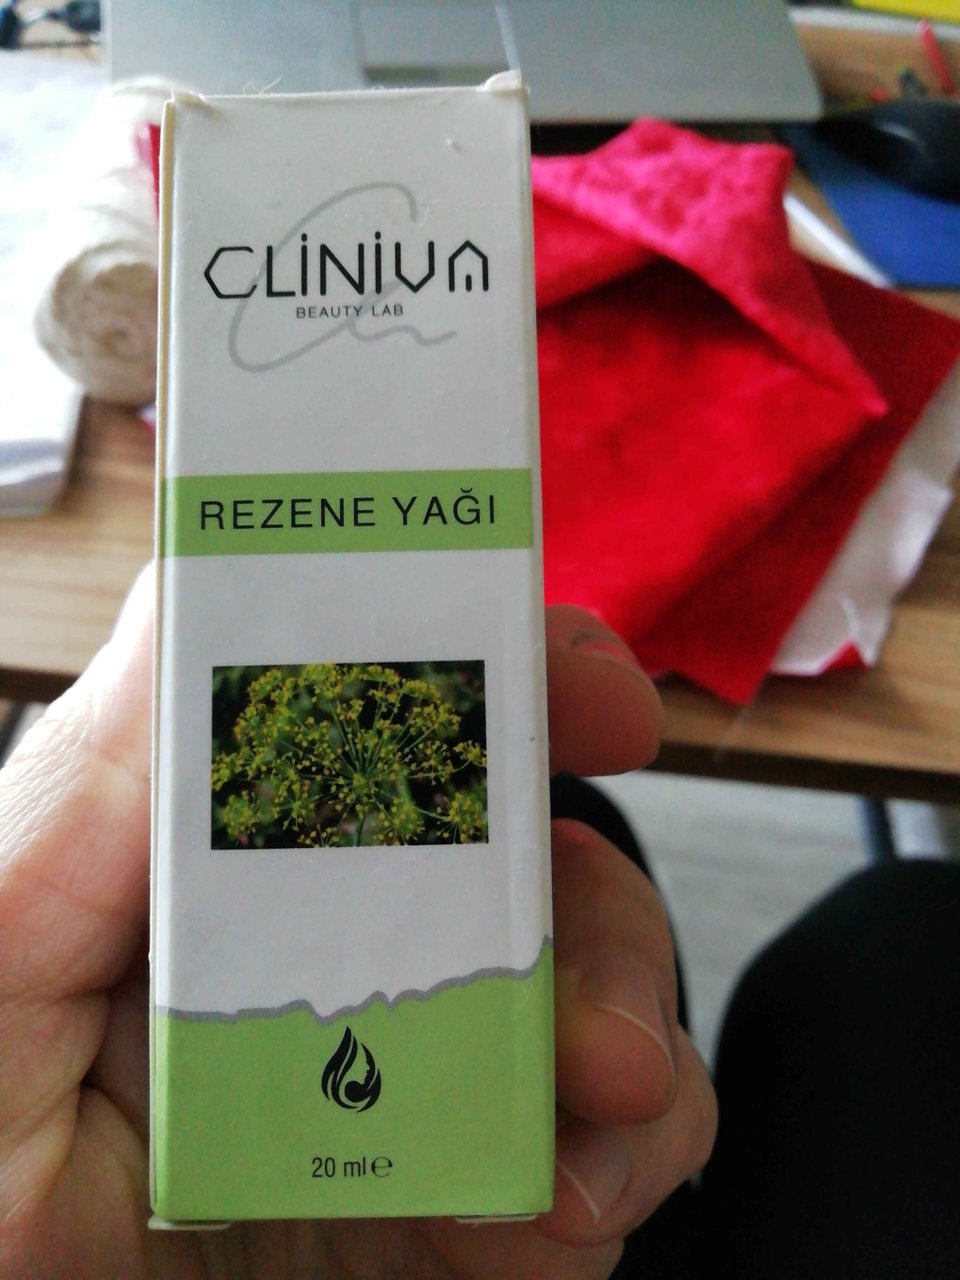 CLINIVA
BEAUTY LAB
REZENE YAĞI
20 ml ℮